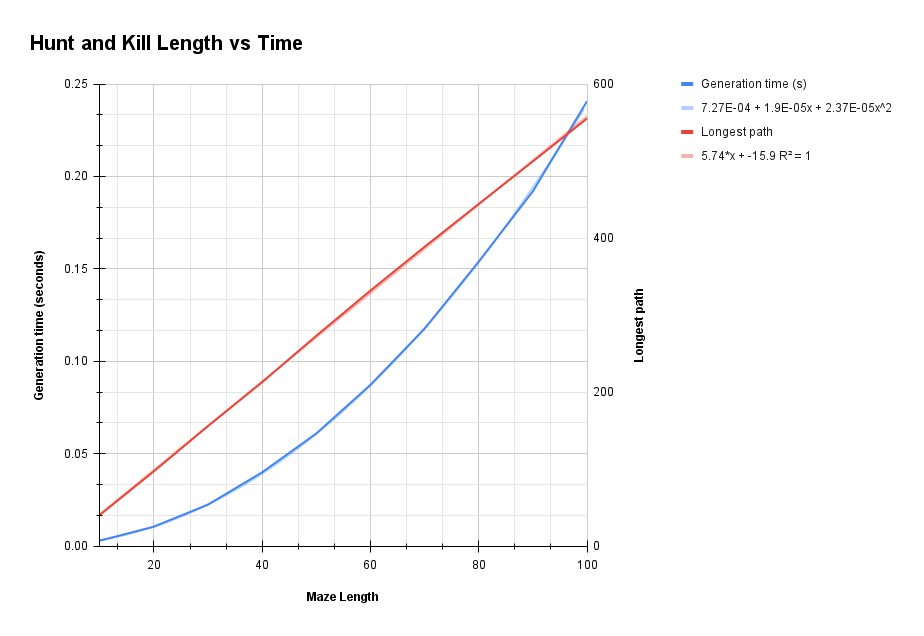 Hunt and Kill Length vs Time
0.25
0.20
0.15
0.10
0.05
0.00
Generation time (seconds)
600
400
200
0
Longest path
20 40 60 80 100
Maze Length
Generation time (s)
7.27E-04 + 1.9E-05x + 2.37E-05x^2
Longest path
5.74*x + -15.9 R² = 1